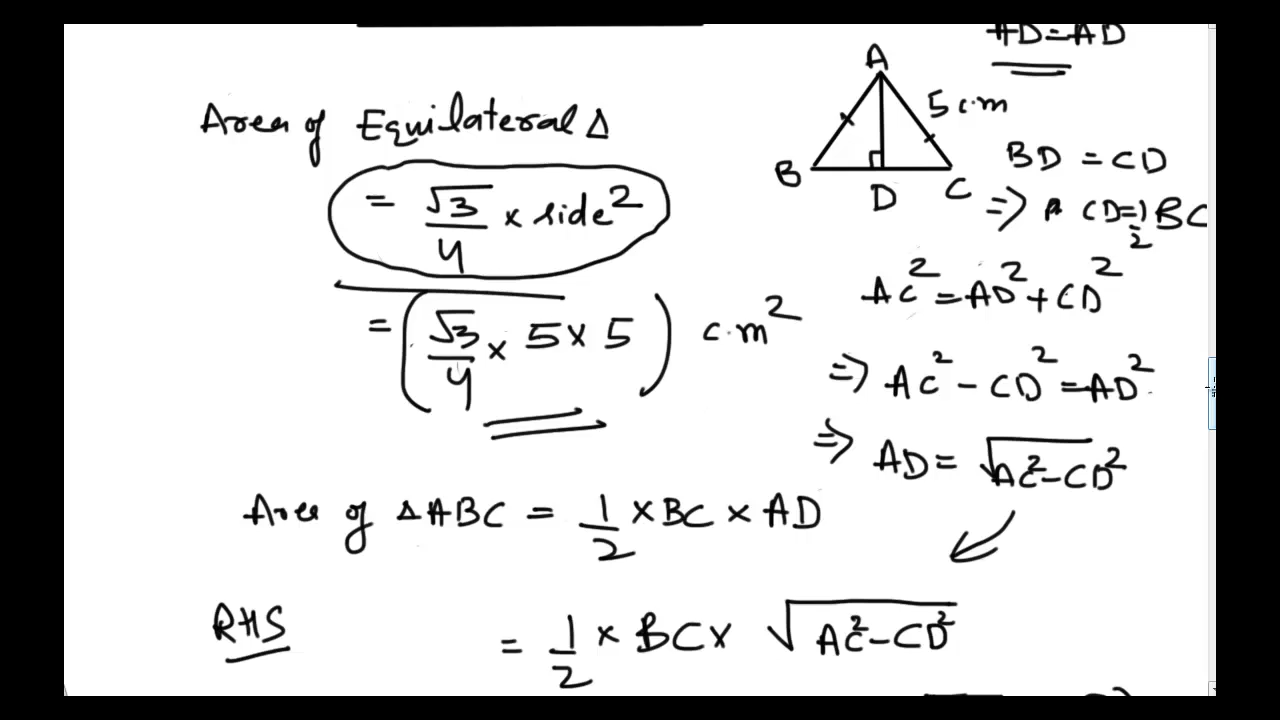 AD=AD
Area of Equilateral Δ
= √3/4 × side²
= (√3/4 × 5 × 5) c.m²
A
5 c.m
B
D
C
BD = CD
=> CD=1/2 BC
AC² = AD² + CD²
=> AC² - CD² = AD²
=> AD = √AC²-CD²
Area of ΔABC = 1/2 × BC × AD
RHS
= 1/2 × BC × √AC²-CD²